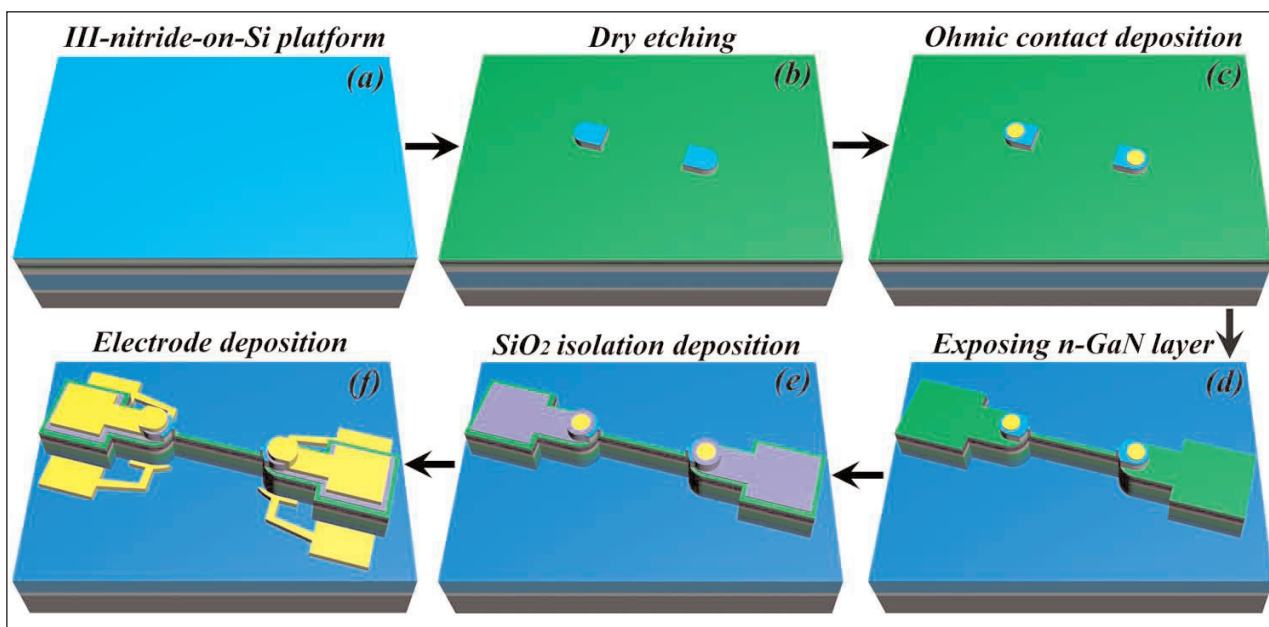 III-nitride-on-Si platform
(a)
Dry etching
(b)
Ohmic contact deposition
(c)
Exposing n-GaN layer
(d)
SiO₂ isolation deposition
(e)
Electrode deposition
(f)